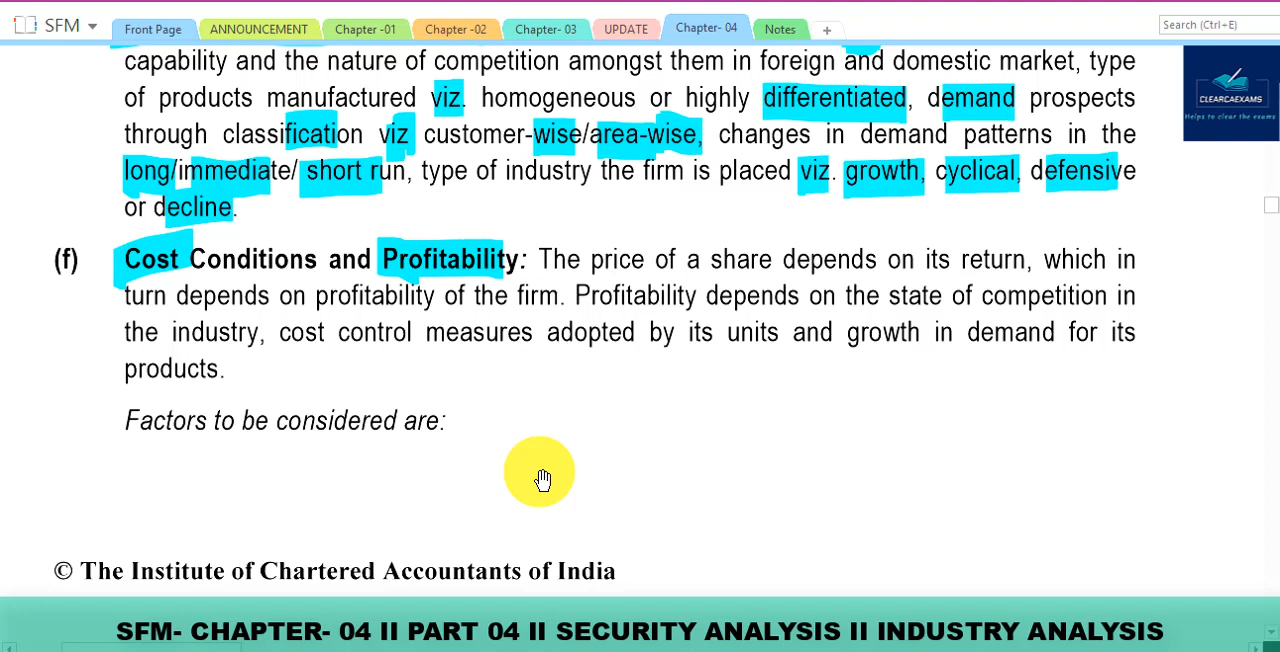 SFM
Front Page
ANNOUNCEMENT
Chapter -01
Chapter -02
Chapter- 03
UPDATE
Chapter- 04
Notes
Search (Ctrl+E)
capability and the nature of competition amongst them in foreign and domestic market, type
of products manufactured viz. homogeneous or highly differentiated, demand prospects
through classification viz customer-wise/area-wise, changes in demand patterns in the
long/immediate/ short run, type of industry the firm is placed viz. growth, cyclical, defensive
or decline.
(f) Cost Conditions and Profitability: The price of a share depends on its return, which in
turn depends on profitability of the firm. Profitability depends on the state of competition in
the industry, cost control measures adopted by its units and growth in demand for its
products.
Factors to be considered are:
© The Institute of Chartered Accountants of India
SFM- CHAPTER- 04 II PART 04 II SECURITY ANALYSIS II INDUSTRY ANALYSIS
CLEARCAEXAMS
Helps to clear the exams